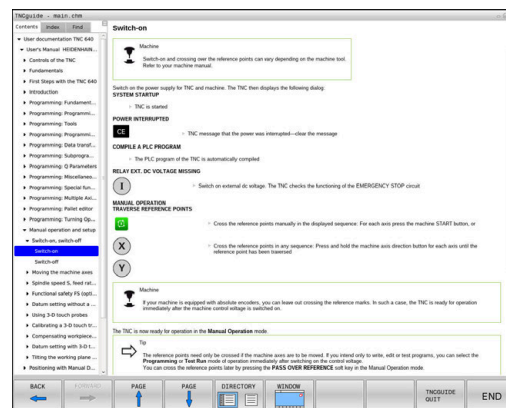 TNCguide - main.chm
Contents Index Find
User documentation TNC 640
User's Manual HEIDENHAIN...
Controls of the TNC
Fundamentals
First Steps with the TNC 640
Introduction
Programming: Fundament...
Programming: Programmi...
Programming: Tools
Programming: Programmi...
Programming: Data transf...
Programming: Subprogra...
Programming: Q Parameters
Programming: Miscellaneo...
Programming: Special fun...
Programming: Multiple Axi...
Programming: Pallet editor
Programming: Turning Op...
Manual operation and setup
Switch-on, switch-off
Switch-on
Switch-off
Moving the machine axes
Spindle speed S, feed rat...
Functional safety FS (opti...
Datum setting without a ...
Using 3-D touch probes
Calibrating a 3-D touch tr...
Compensating workpiece...
Datum setting with 3-D t...
Tilting the working plane ...
Positioning with Manual D...
Switch-on
Machine
Switch-on and crossing over the reference points can vary depending on the machine tool.
Refer to your machine manual.
Switch on the power supply for TNC and machine. The TNC then displays the following dialog:
SYSTEM STARTUP
TNC is started
POWER INTERRUPTED
CE
TNC message that the power was interrupted—clear the message
COMPILE A PLC PROGRAM
The PLC program of the TNC is automatically compiled
RELAY EXT. DC VOLTAGE MISSING
I
Switch on external dc voltage. The TNC checks the functioning of the EMERGENCY STOP circuit
MANUAL OPERATION
TRAVERSE REFERENCE POINTS
Cross the reference points manually in the displayed sequence: For each axis press the machine START button, or
X
Cross the reference points in any sequence: Press and hold the machine axis direction button for each axis until the
reference point has been traversed
Y
Machine
If your machine is equipped with absolute encoders, you can leave out crossing the reference marks. In such a case, the TNC is ready for operation
immediately after the machine control voltage is switched on.
The TNC is now ready for operation in the Manual Operation mode.
Tip
The reference points need only be crossed if the machine axes are to be moved. If you intend only to write, edit or test programs, you can select the
Programming or Test Run mode of operation immediately after switching on the control voltage.
You can cross the reference points later by pressing the PASS OVER REFERENCE soft key in the Manual Operation mode.
BACK FORWARD PAGE PAGE DIRECTORY WINDOW TNCGUIDE
QUIT END